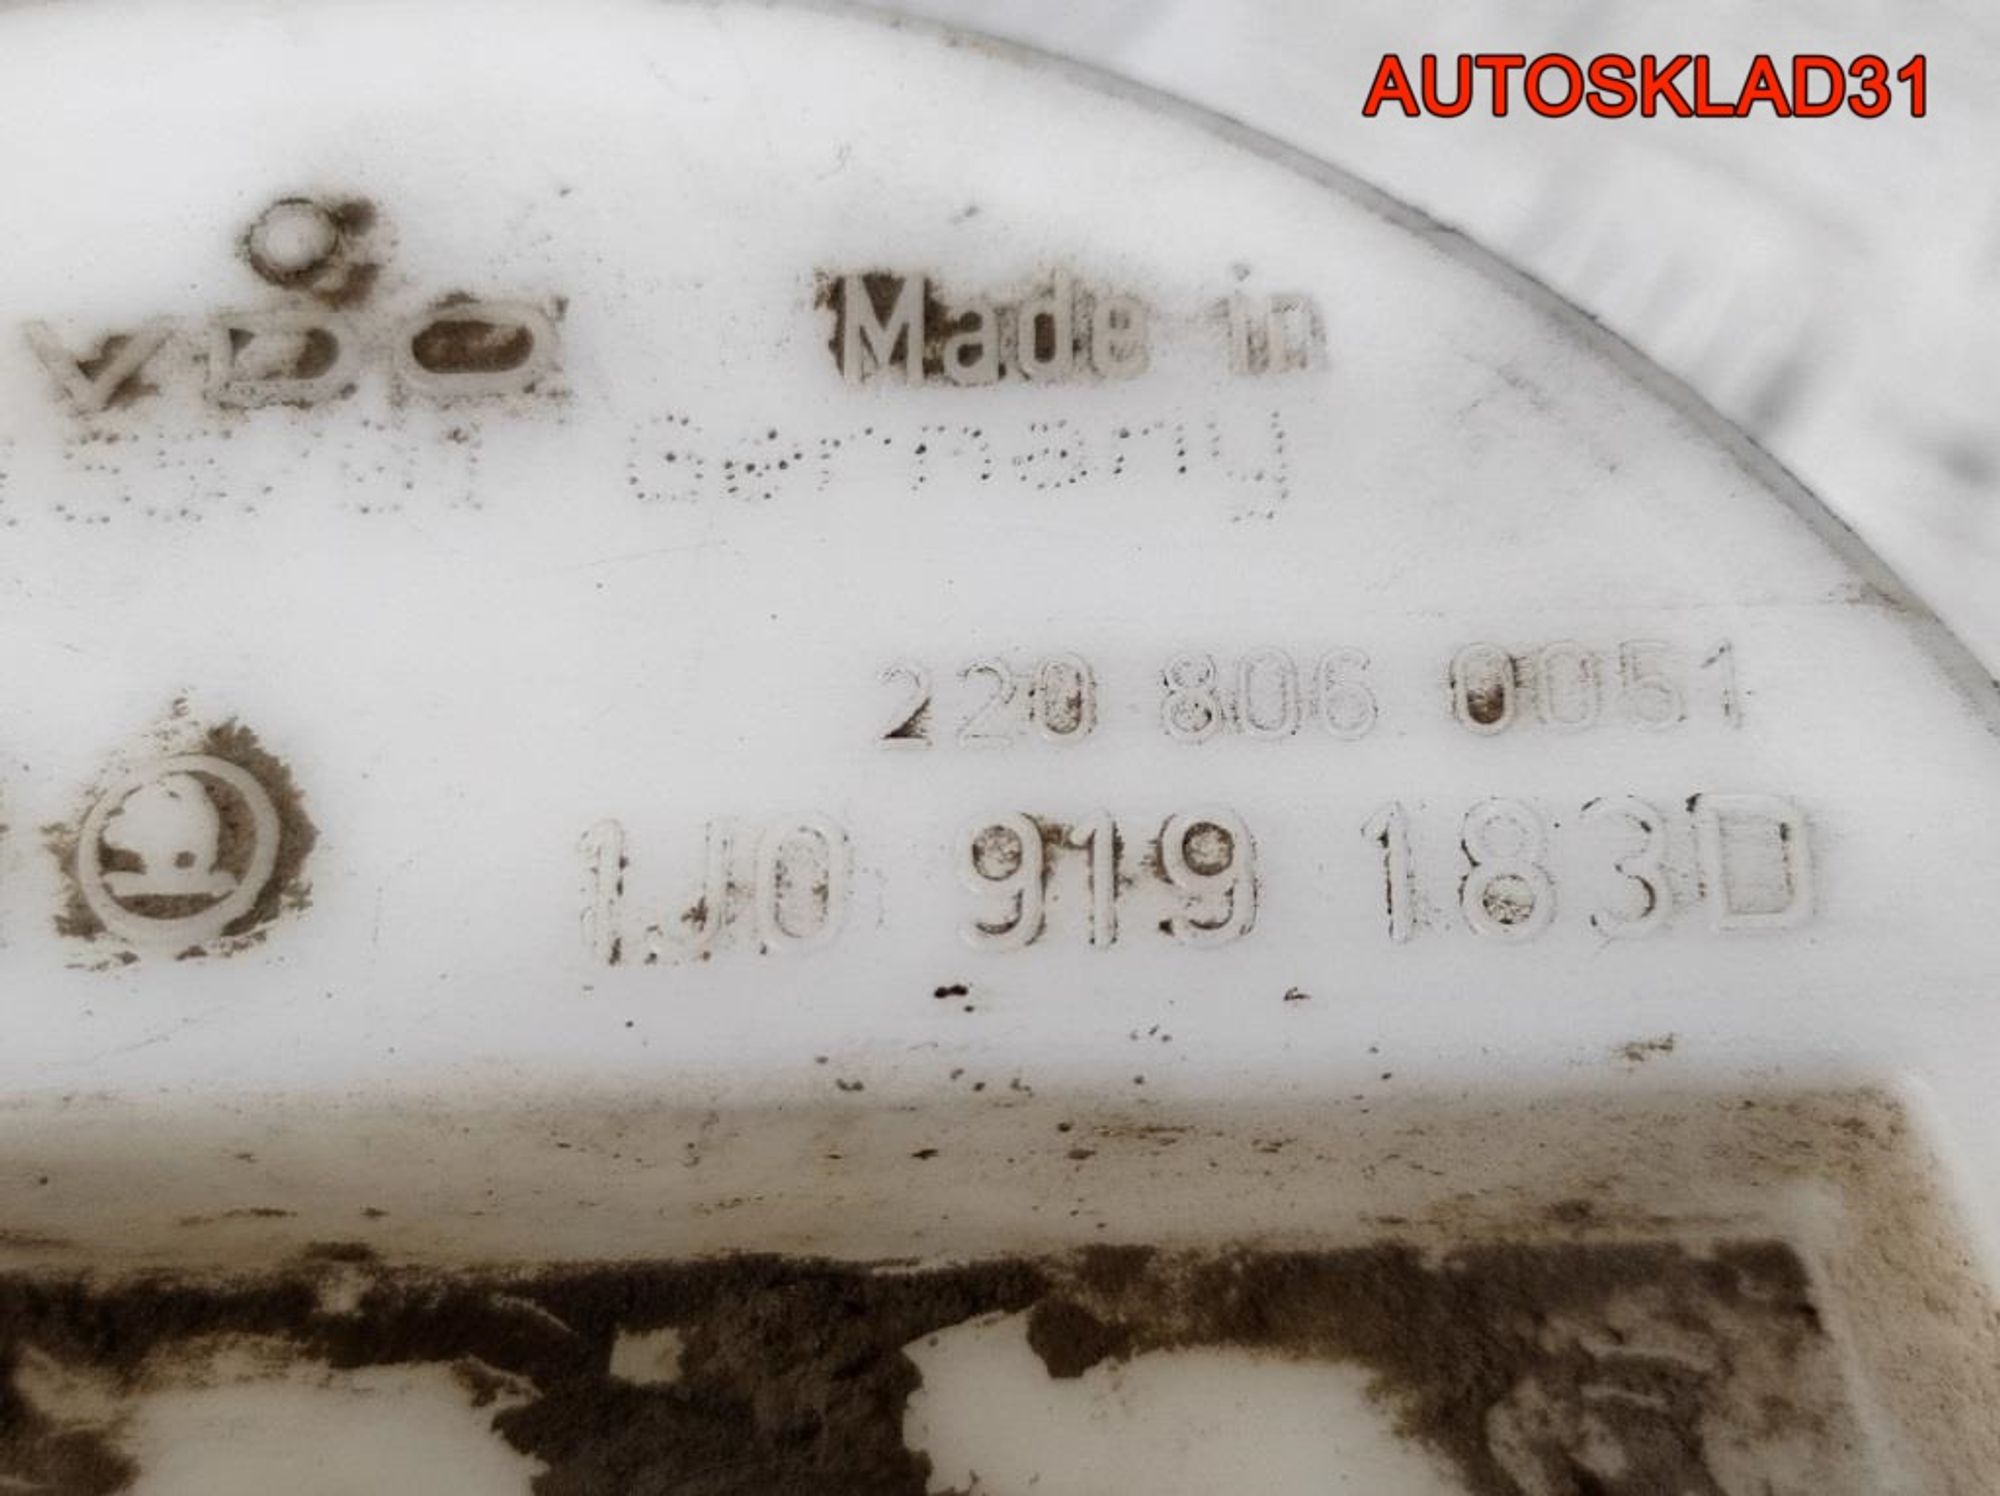 AUTOSKLAD31
VDO Made in
Germany
220 806 0051
1J0 919 183D